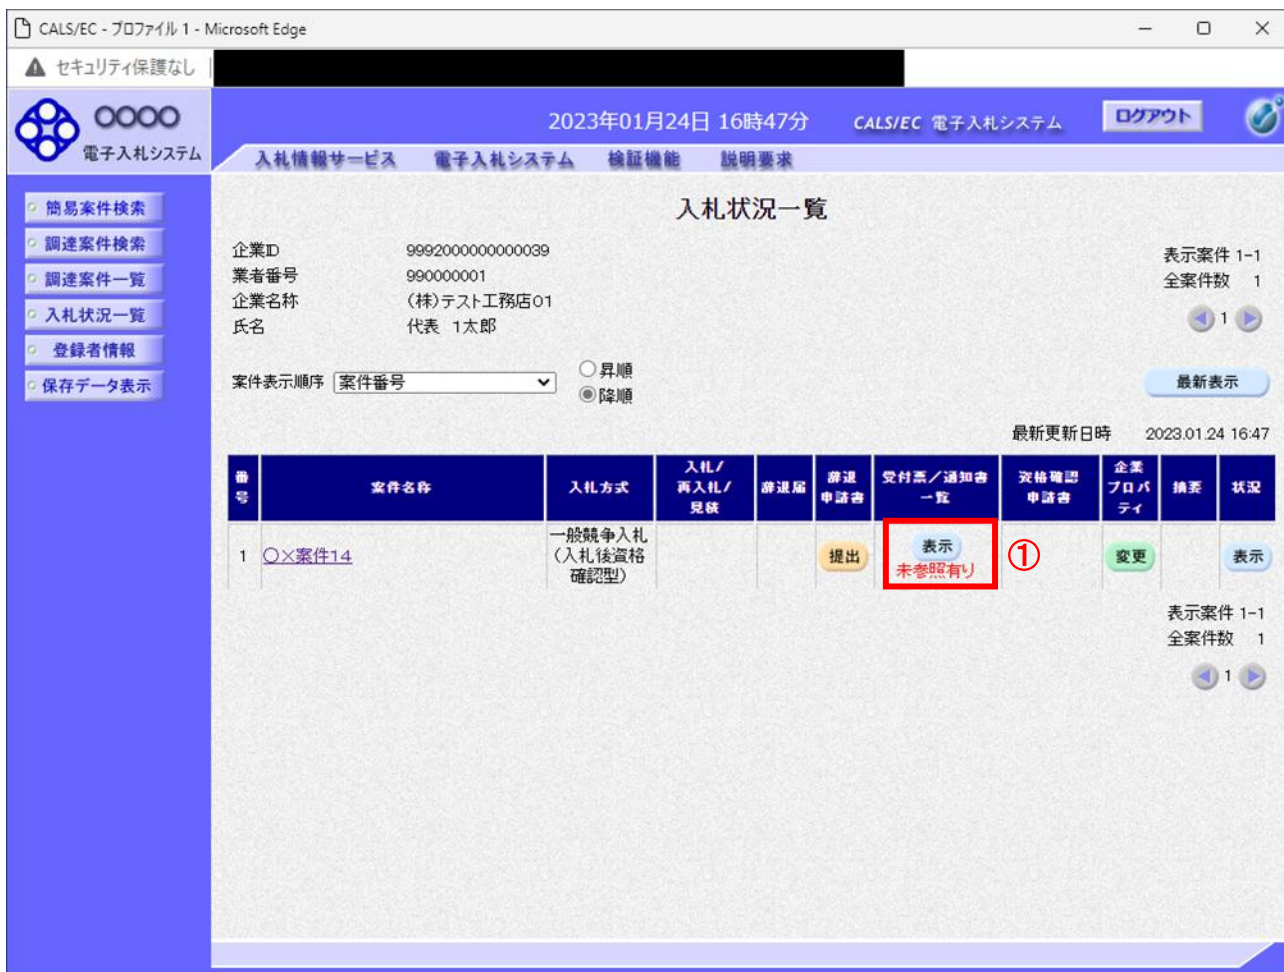 CALS/EC - プロファイル 1 - Microsoft Edge
セキュリティ保護なし
〇〇〇〇
電子入札システム
2023年01月24日 16時47分
CALS/EC 電子入札システム
ログアウト
入札情報サービス 電子入札システム 検証機能 説明要求
簡易案件検索
調達案件検索
調達案件一覧
入札状況一覧
登録者情報
保存データ表示
入札状況一覧
企業ID 9992000000000039
業者番号 990000001
企業名称 (株)テスト工務店01
氏名 代表 1太郎
表示案件 1-1
全案件数 1
1
案件表示順序 案件番号
昇順
降順
最新表示
最新更新日時 2023.01.24 16:47
番号 案件名称 入札方式 入札/再入札/見積 辞退届 辞退申請書 受付票/通知書一覧 資格確認申請書 企業プロパティ 摘要 状況
1 〇×案件14 一般競争入札(入札後資格確認型) 提出 表示 未参照有り ① 変更 表示
表示案件 1-1
全案件数 1
1